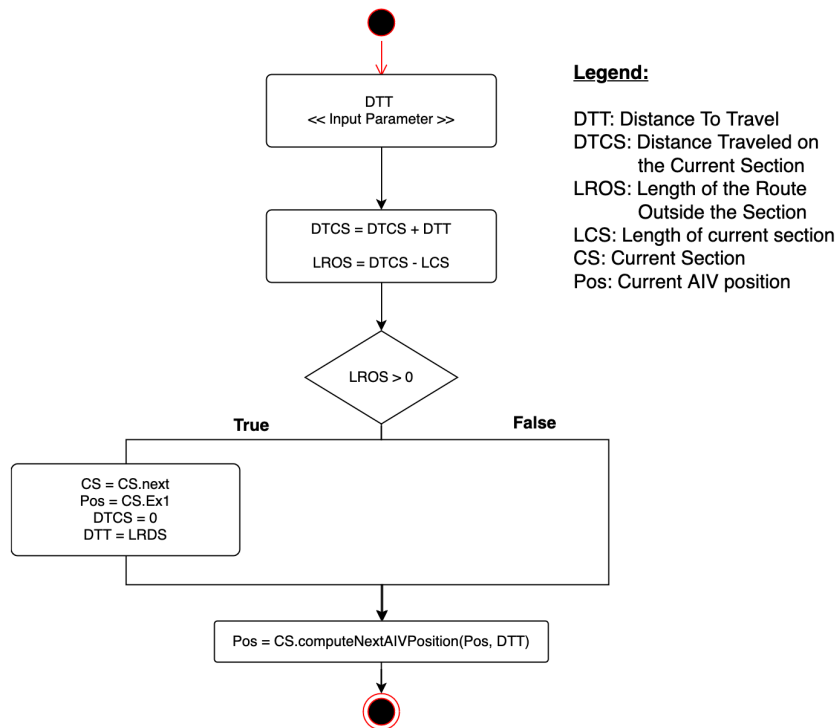 DTT
<< Input Parameter >>
Legend:
DTT: Distance To Travel
DTCS: Distance Traveled on
the Current Section
LROS: Length of the Route
Outside the Section
LCS: Length of current section
CS: Current Section
Pos: Current AIV position
DTCS = DTCS + DTT
LROS = DTCS - LCS
LROS > 0
True
False
CS = CS.next
Pos = CS.Ex1
DTCS = 0
DTT = LRDS
Pos = CS.computeNextAIVPosition(Pos, DTT)